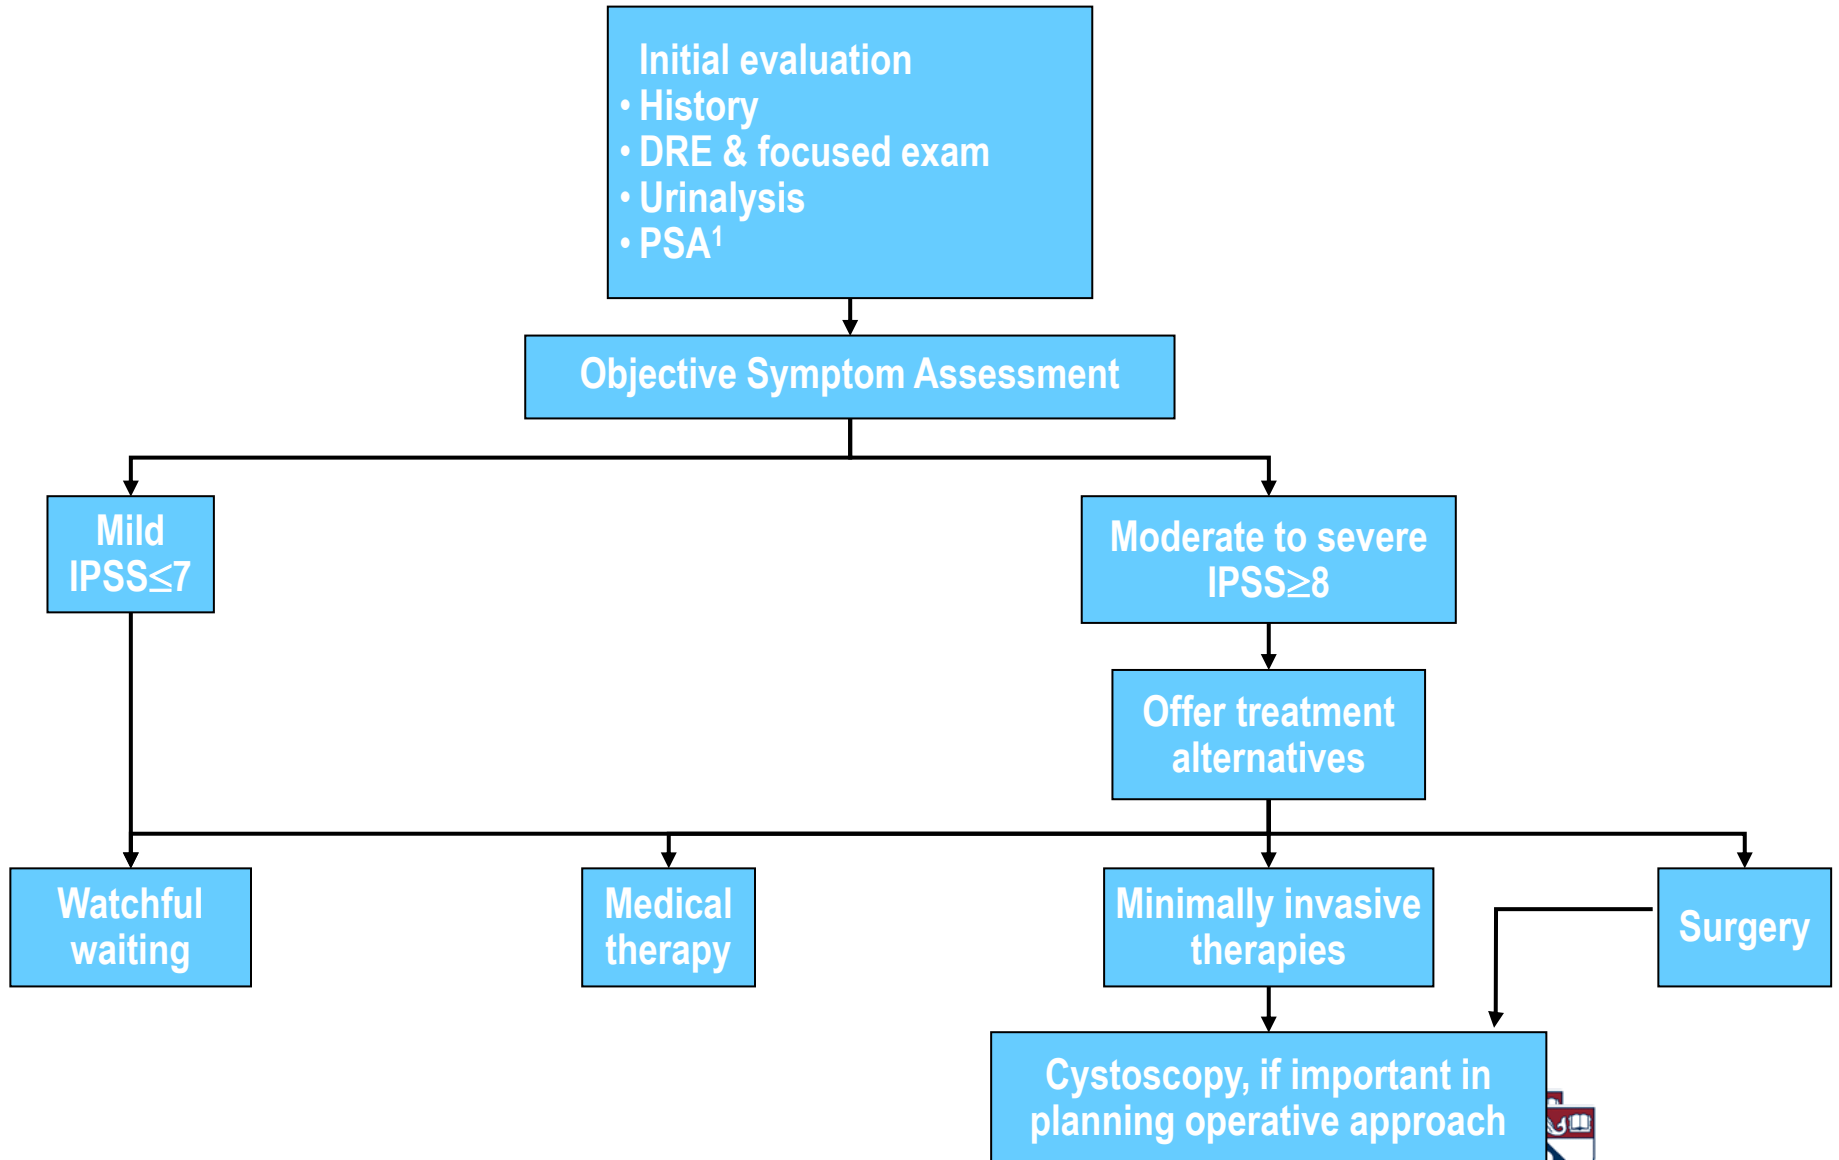 Initial evaluation
• History
• DRE & focused exam
• Urinalysis
• PSA¹
Objective Symptom Assessment
Mild
IPSS≤7
Moderate to severe
IPSS≥8
Offer treatment
alternatives
Watchful
waiting
Medical
therapy
Minimally invasive
therapies
Surgery
Cystoscopy, if important in
planning operative approach